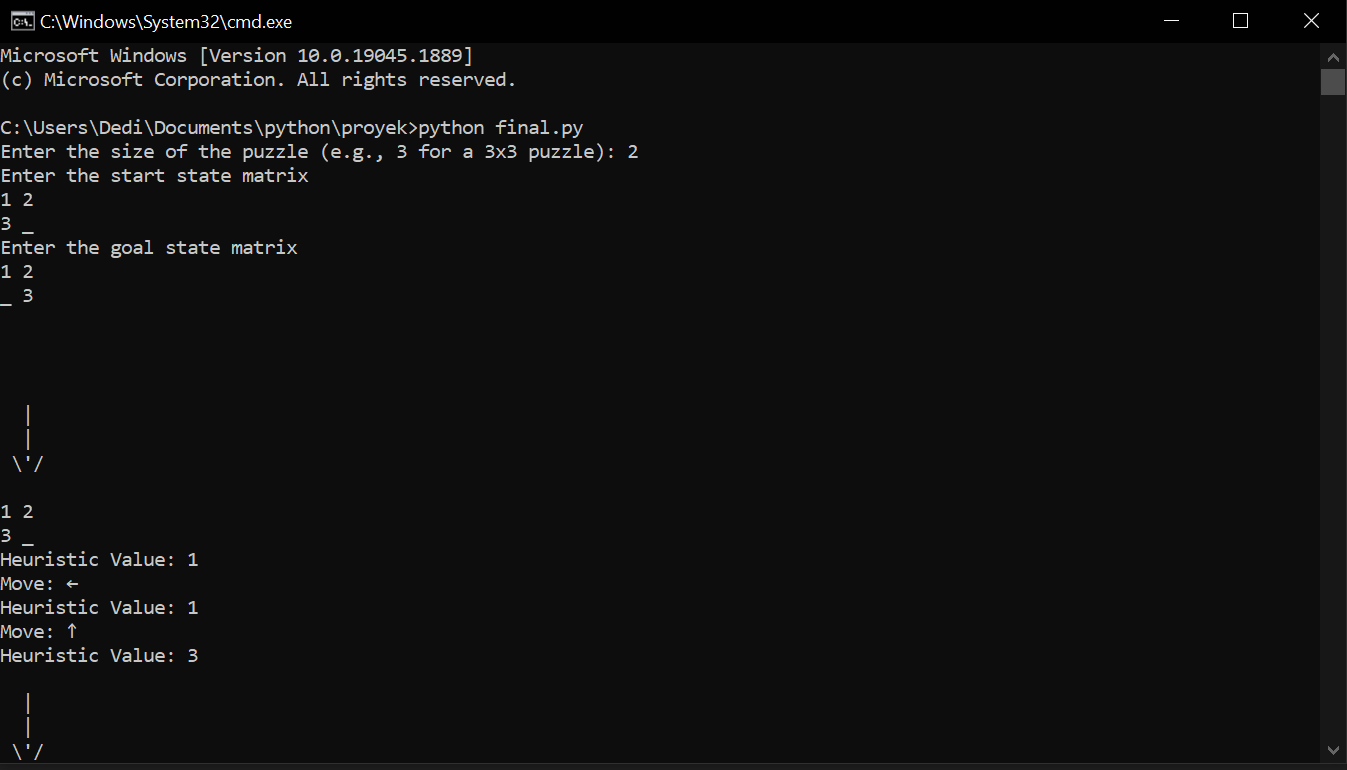 C:\Windows\System32\cmd.exe
Microsoft Windows [Version 10.0.19045.1889]
(c) Microsoft Corporation. All rights reserved.
C:\Users\Dedi\Documents\python\proyek>python final.py
Enter the size of the puzzle (e.g., 3 for a 3x3 puzzle): 2
Enter the start state matrix
1 2
3 _
Enter the goal state matrix
1 2
_ 3
  |
  |
 \'/
1 2
3 _
Heuristic Value: 1
Move: ←
Heuristic Value: 1
Move: ↑
Heuristic Value: 3
  |
  |
 \'/